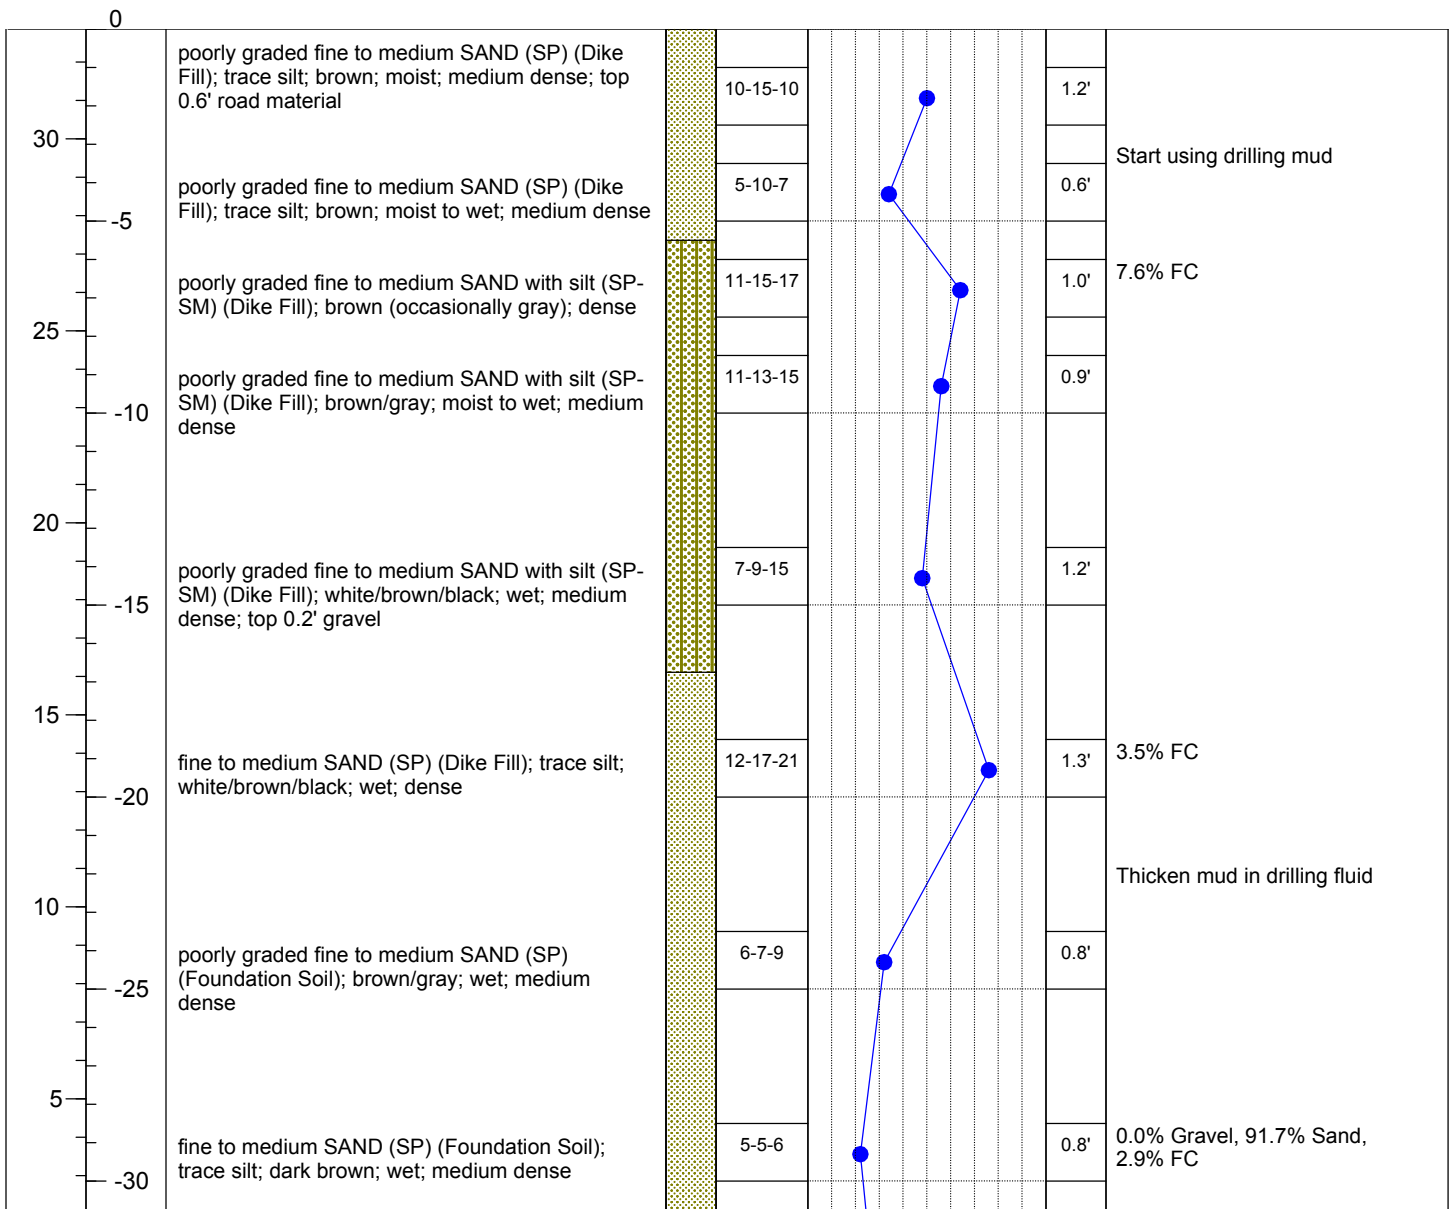 0
poorly graded fine to medium SAND (SP) (Dike
Fill); trace silt; brown; moist; medium dense; top
0.6' road material
10-15-10
1.2'
30
Start using drilling mud
poorly graded fine to medium SAND (SP) (Dike
Fill); trace silt; brown; moist to wet; medium dense
5-10-7
0.6'
-5
poorly graded fine to medium SAND with silt (SP-
SM) (Dike Fill); brown (occasionally gray); dense
11-15-17
1.0'
7.6% FC
25
poorly graded fine to medium SAND with silt (SP-
SM) (Dike Fill); brown/gray; moist to wet; medium
dense
11-13-15
0.9'
-10
20
poorly graded fine to medium SAND with silt (SP-
SM) (Dike Fill); white/brown/black; wet; medium
dense; top 0.2' gravel
7-9-15
1.2'
-15
15
fine to medium SAND (SP) (Dike Fill); trace silt;
white/brown/black; wet; dense
12-17-21
1.3'
3.5% FC
-20
Thicken mud in drilling fluid
10
poorly graded fine to medium SAND (SP)
(Foundation Soil); brown/gray; wet; medium
dense
6-7-9
0.8'
-25
5
fine to medium SAND (SP) (Foundation Soil);
trace silt; dark brown; wet; medium dense
5-5-6
0.8'
0.0% Gravel, 91.7% Sand,
2.9% FC
-30